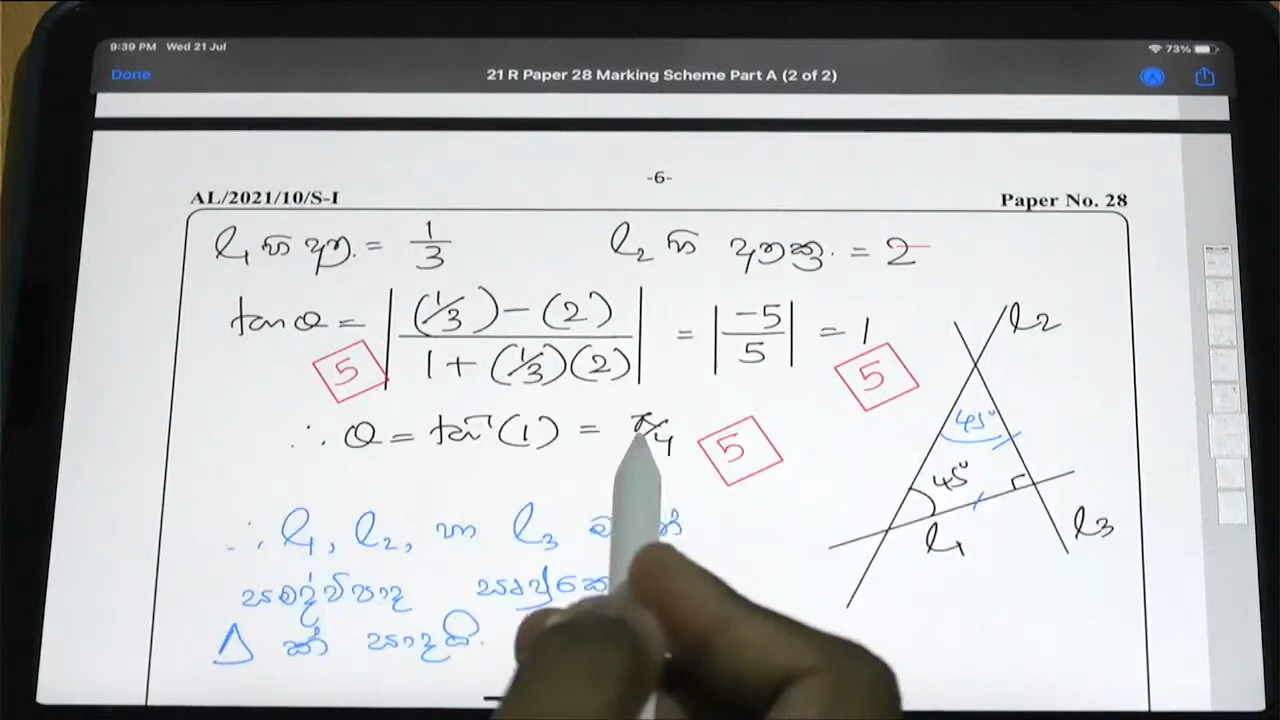 9:39 PM Wed 21 Jul
73%
Done
21 R Paper 28 Marking Scheme Part A (2 of 2)
-6-
AL/2021/10/S-I
Paper No. 28
l₁ හි අනු. = 1/3
l₂ හි අනුක්‍ර. = 2
tanθ = |((1/3) - (2)) / (1 + (1/3)(2))| = |-5/5| = 1
5
5
∴ θ = tan⁻¹(1) = π/4
5
∴ l₁, l₂, හා l₃
සමද්විපාද
Δ ක් පාදයි.
l₂
45°
45°
l₁
l₃